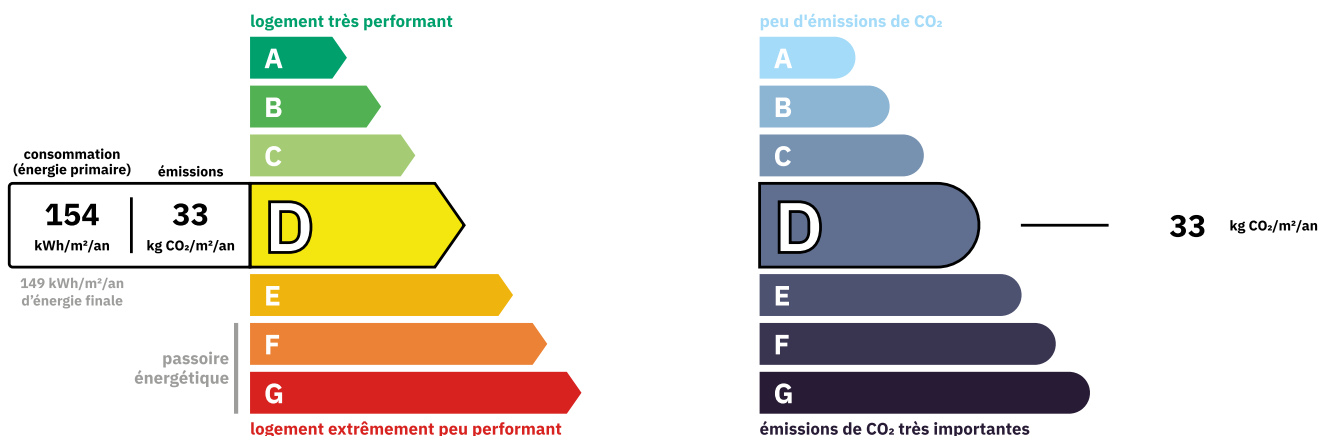 logement très performant
A
B
C
consommation
(énergie primaire)
émissions
154
kWh/m²/an
33
kg CO₂/m²/an
D
149 kWh/m²/an
d'énergie finale
E
F
G
passoire
énergétique
logement extrêmement peu performant
peu d'émissions de CO₂
A
B
C
D
33 kg CO₂/m²/an
E
F
G
émissions de CO₂ très importantes